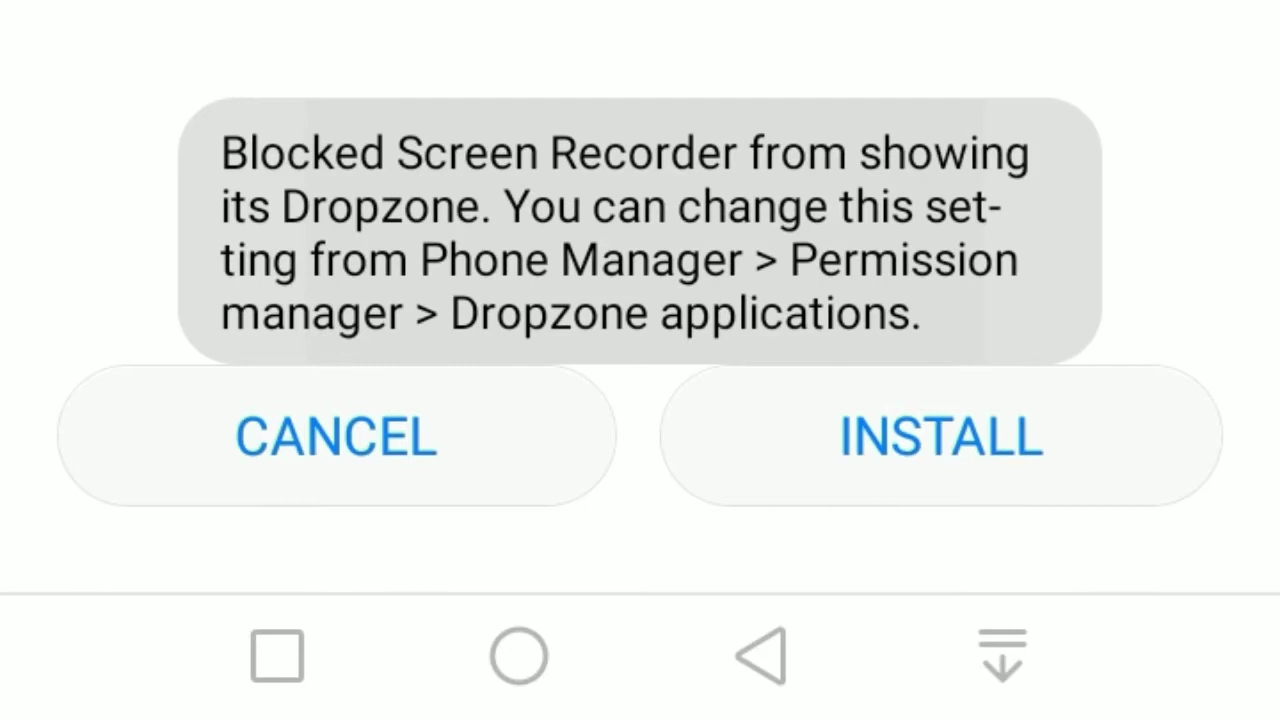 Blocked Screen Recorder from showing
its Dropzone. You can change this set-
ting from Phone Manager > Permission
manager > Dropzone applications.
CANCEL
INSTALL